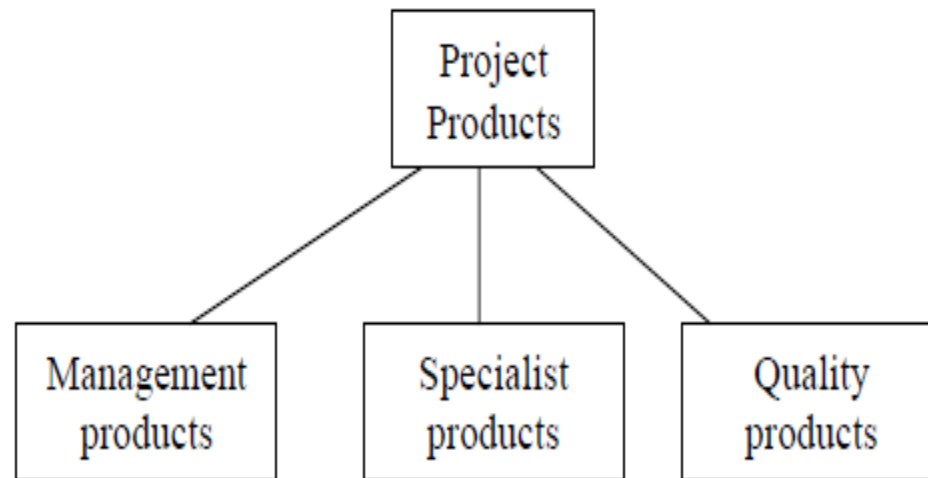 Project
Products
Management
products
Specialist
products
Quality
products